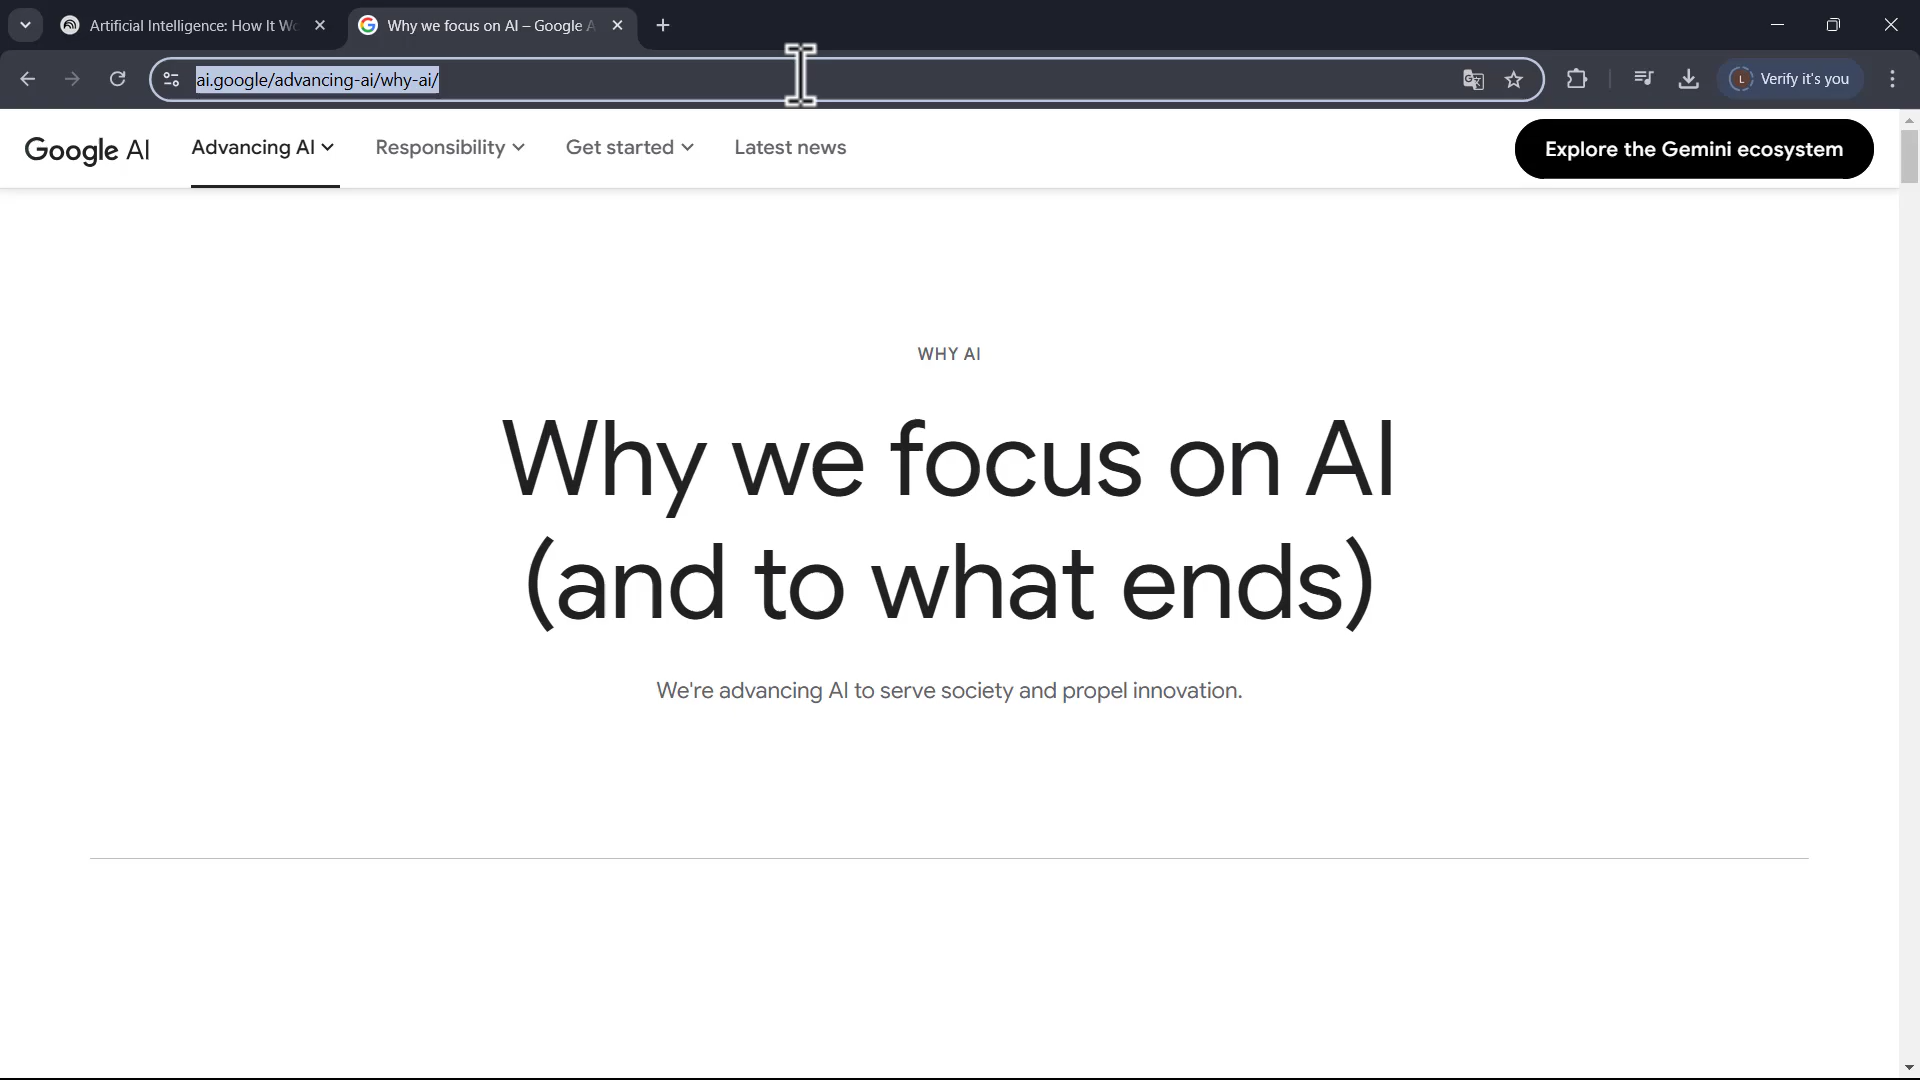 Artificial Intelligence: How It Wo
Why we focus on AI – Google A
ai.google/advancing-ai/why-ai/
L Verify it's you
Google AI Advancing AI Responsibility Get started Latest news Explore the Gemini ecosystem
WHY AI
Why we focus on AI
(and to what ends)
We're advancing AI to serve society and propel innovation.